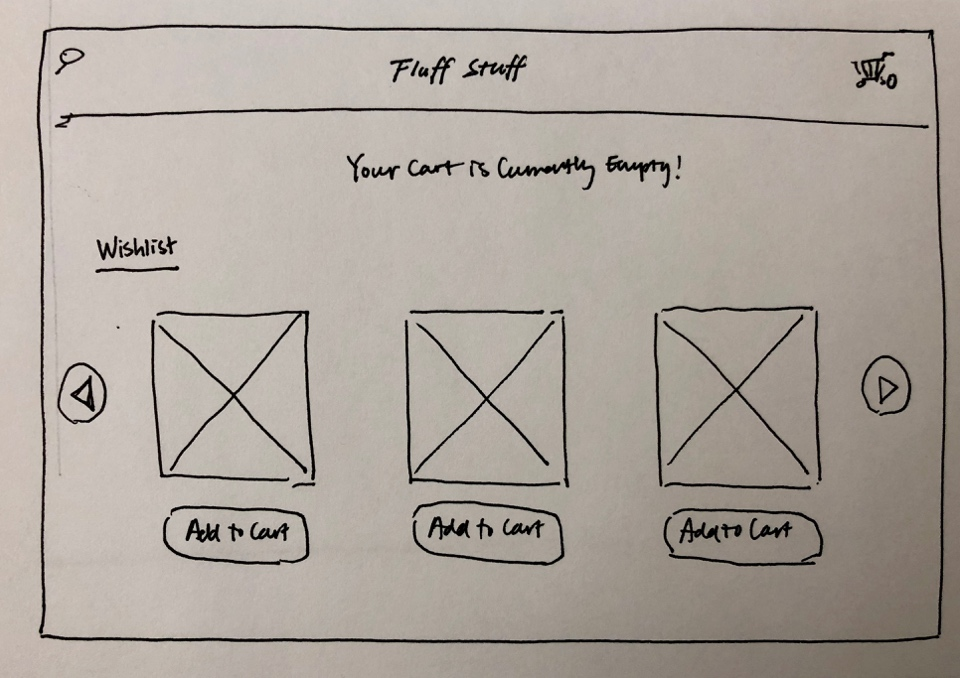 Fluff Stuff
Your Cart is Currently Empty!
Wishlist
Add to Cart
Add to Cart
Add to Cart